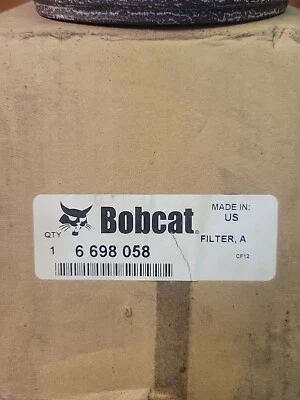 Bobcat®
MADE IN:
US
QTY
1 6 698 058
FILTER, A
CF12